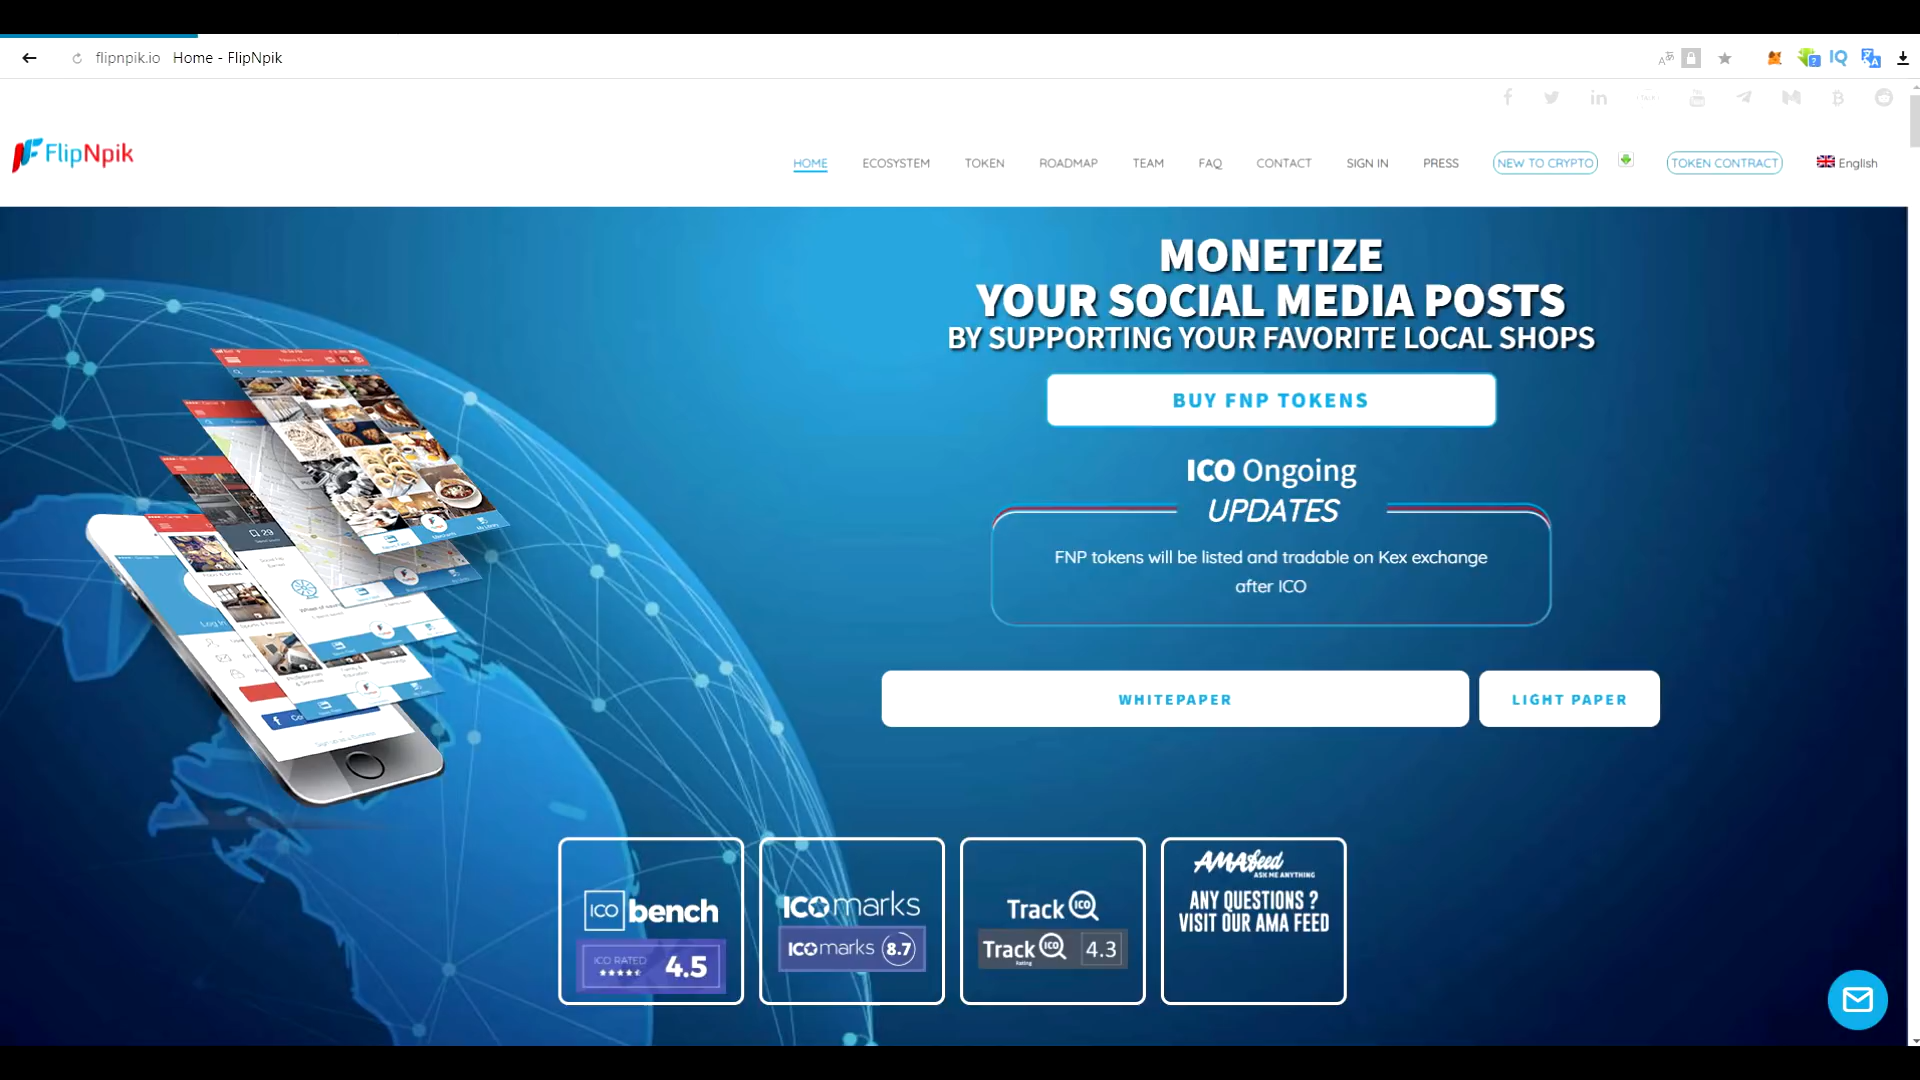 flipnpik.io Home - FlipNpik
IQ
FlipNpik
HOME ECOSYSTEM TOKEN ROADMAP TEAM FAQ CONTACT SIGN IN PRESS NEW TO CRYPTO TOKEN CONTRACT English
MONETIZE
YOUR SOCIAL MEDIA POSTS
BY SUPPORTING YOUR FAVORITE LOCAL SHOPS
BUY FNP TOKENS
ICO Ongoing
UPDATES
FNP tokens will be listed and tradable on Kex exchange
after ICO
WHITEPAPER LIGHT PAPER
ICO bench
ICO RATED 4.5
ICOmarks
ICOmarks 8.7
Track ICO
Track ICO Rating 4.3
AMAfeed
ASK ME ANYTHING
ANY QUESTIONS ?
VISIT OUR AMA FEED